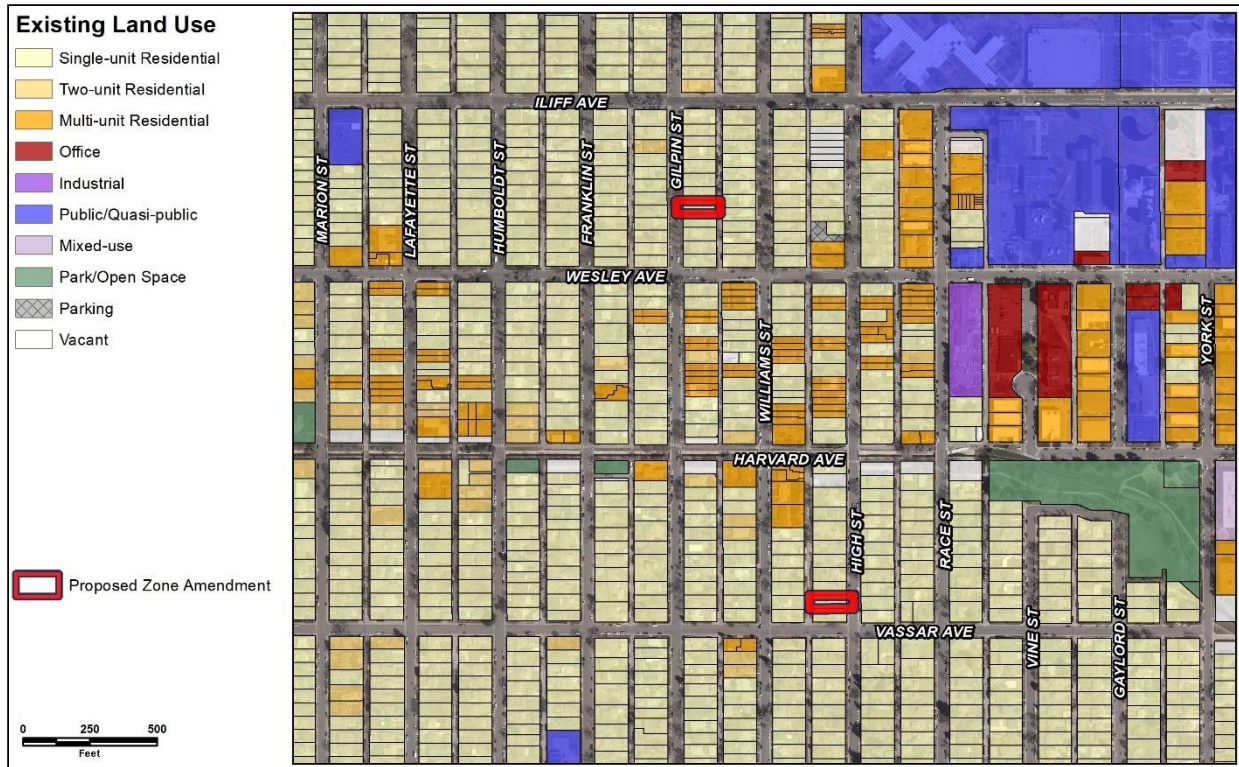 Existing Land Use
Single-unit Residential
Two-unit Residential
Multi-unit Residential
Office
Industrial
Public/Quasi-public
Mixed-use
Park/Open Space
Parking
Vacant
Proposed Zone Amendment
0 250 500
Feet
ILIFF AVE
MARION ST
LAFAYETTE ST
HUMBOLDT ST
FRANKLIN ST
GILPIN ST
WESLEY AVE
WILLIAMS ST
YORK ST
HARVARD AVE
HIGH ST
RACE ST
VINE ST
GAYLORD ST
VASSAR AVE